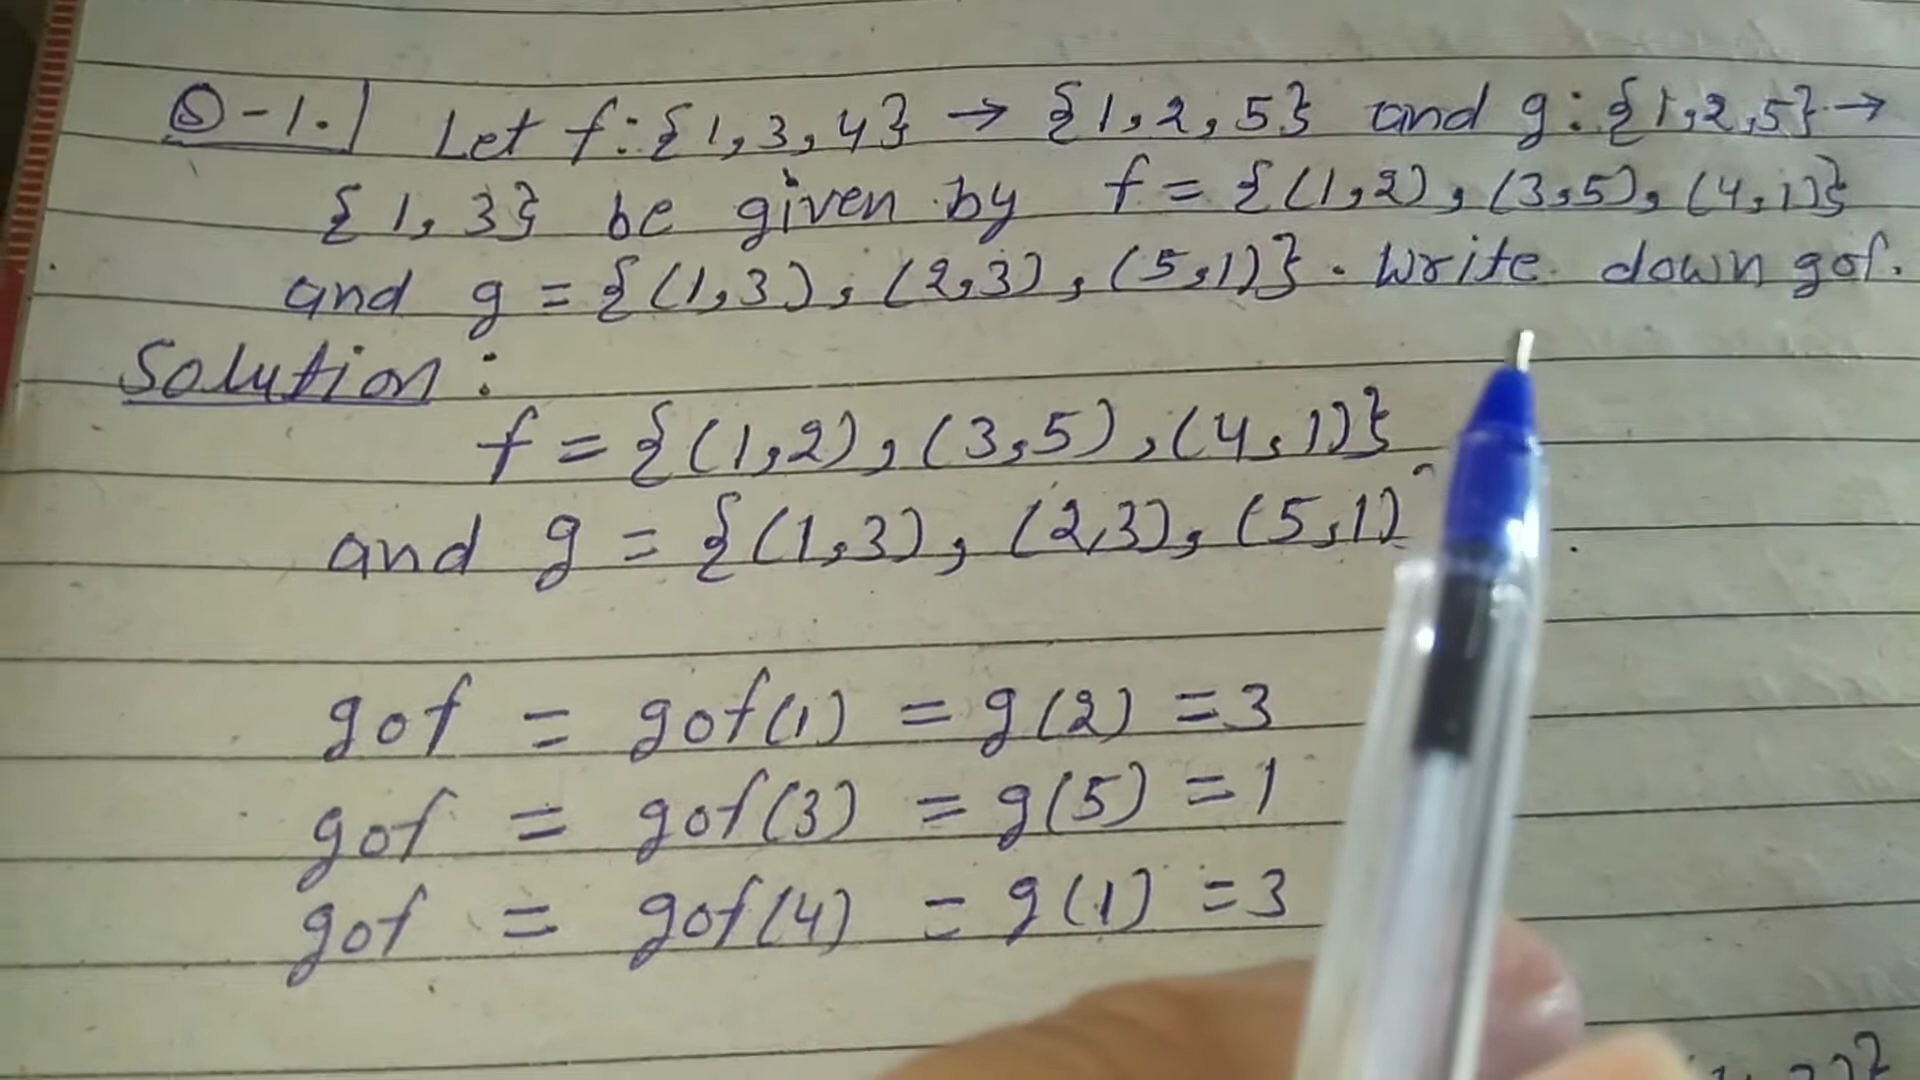 Q-1. Let f:{1,3,4} → {1,2,5} and g:{1,2,5} →
{1,3} be given by f = {(1,2), (3,5), (4,1)}
and g = {(1,3), (2,3), (5,1)}. Write down gof.
Solution:
f = {(1,2), (3,5), (4,1)}
and g = {(1,3), (2,3), (5,1)
gof = gof(1) = g(2) = 3
gof = gof(3) = g(5) = 1
gof = gof(4) = g(1) = 3